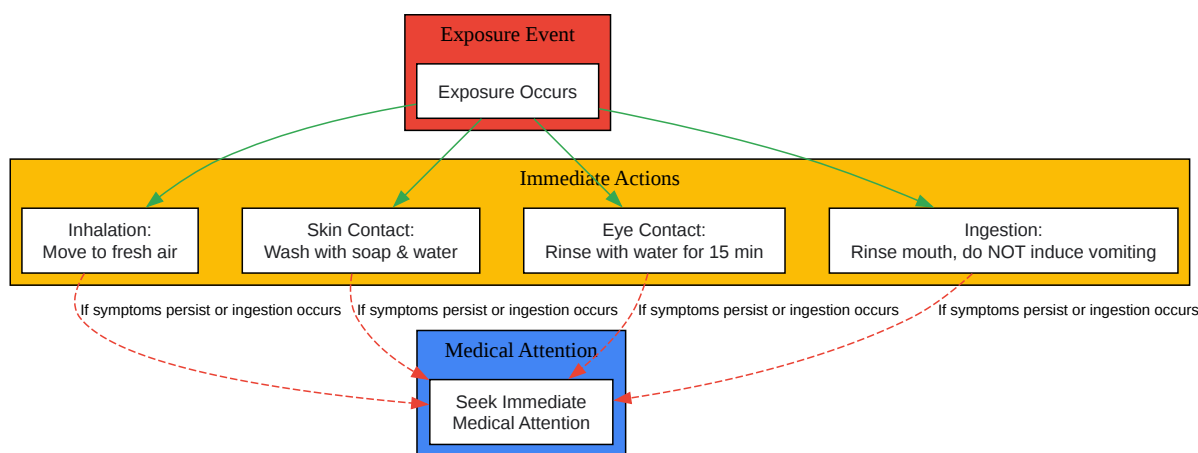 Exposure Event
Exposure Occurs
Immediate Actions
Inhalation:
Move to fresh air
Skin Contact:
Wash with soap & water
Eye Contact:
Rinse with water for 15 min
Ingestion:
Rinse mouth, do NOT induce vomiting
If symptoms persist or ingestion occurs
If symptoms persist or ingestion occurs
If symptoms persist or ingestion occurs
If symptoms persist or ingestion occurs
Medical Attention
Seek Immediate
Medical Attention